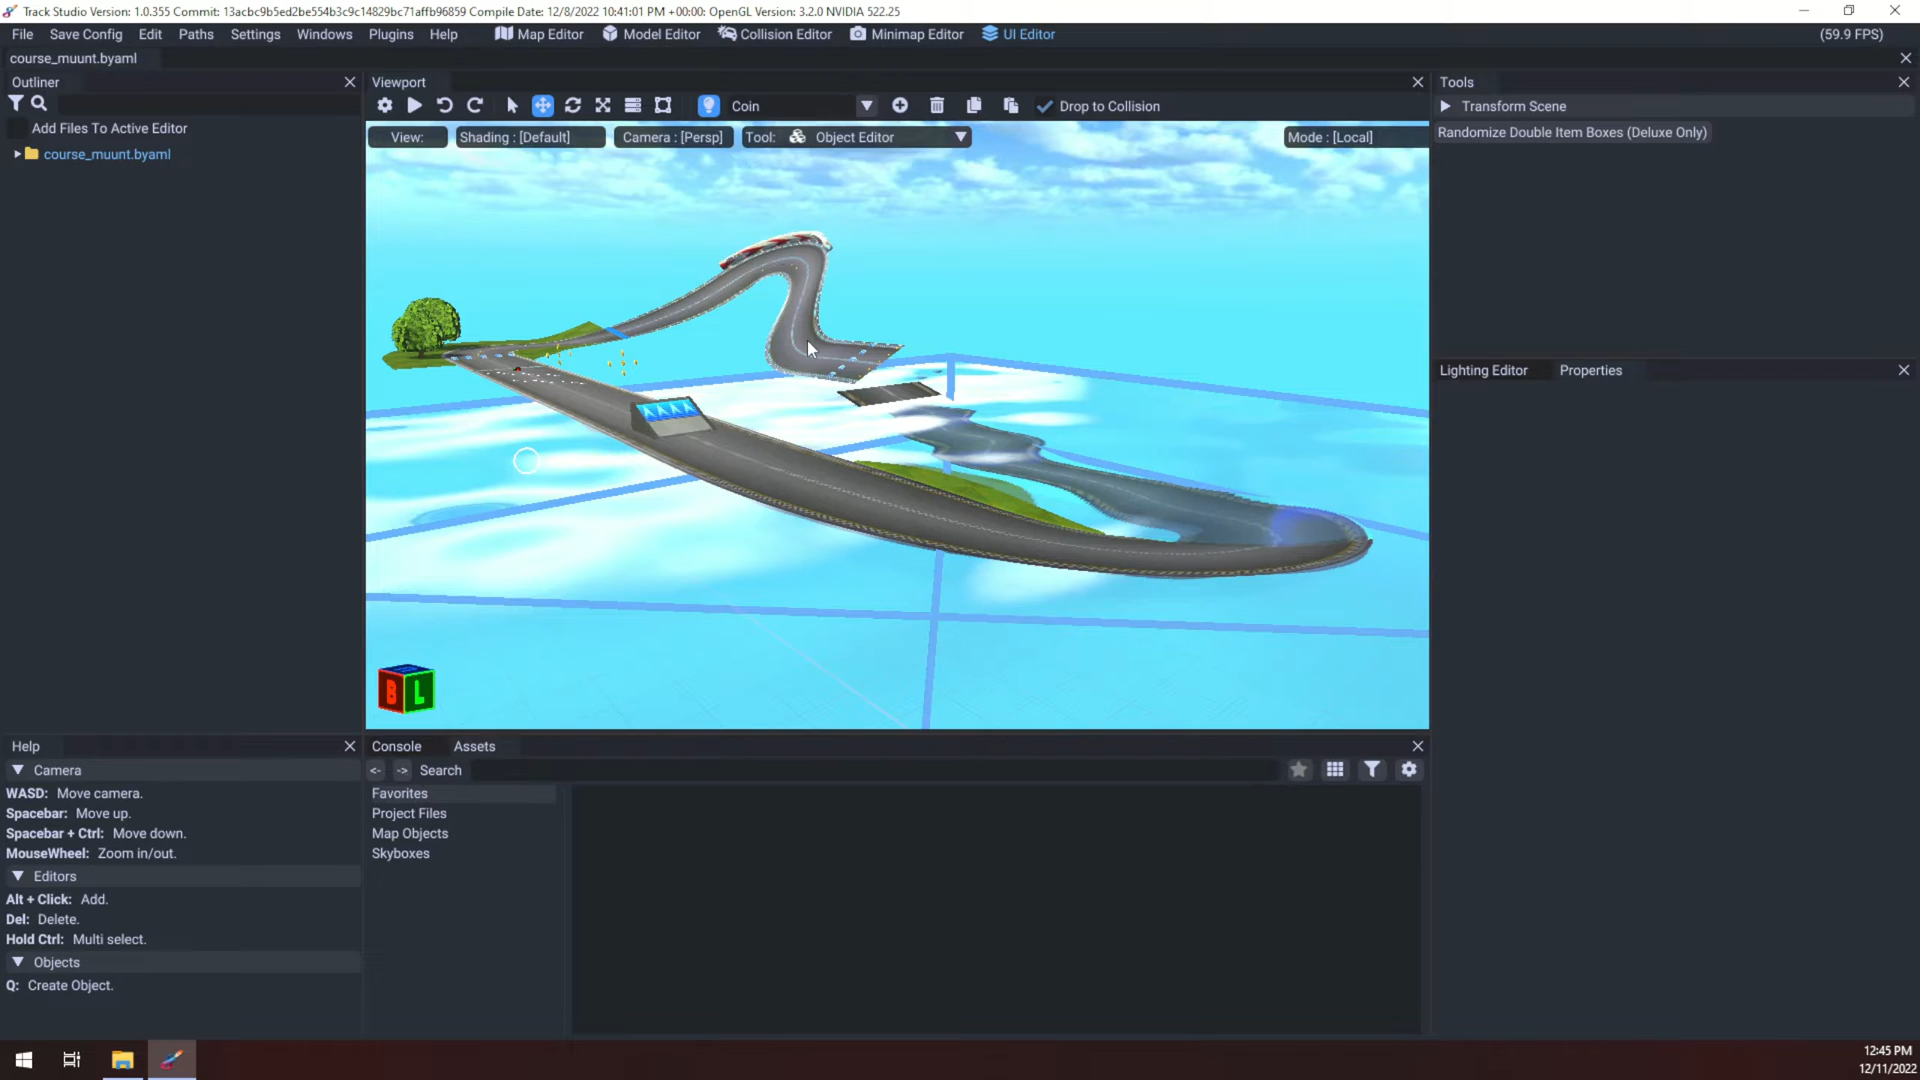 Track Studio Version: 1.0.355 Commit: 13acbc9b5ed2be554b3c9c14829bc71affb96859 Compile Date: 12/8/2022 10:41:01 PM +00:00: OpenGL Version: 3.2.0 NVIDIA 522.25
File Save Config Edit Paths Settings Windows Plugins Help Map Editor Model Editor Collision Editor Minimap Editor UI Editor (59.9 FPS)
course_muunt.byaml
Outliner
Add Files To Active Editor
course_muunt.byaml
Viewport
Coin Drop to Collision
View: Shading : [Default] Camera : [Persp] Tool: Object Editor Mode : [Local]
B L
Tools
Transform Scene
Randomize Double Item Boxes (Deluxe Only)
Lighting Editor Properties
Help
Camera
WASD: Move camera.
Spacebar: Move up.
Spacebar + Ctrl: Move down.
MouseWheel: Zoom in/out.
Editors
Alt + Click: Add.
Del: Delete.
Hold Ctrl: Multi select.
Objects
Q: Create Object.
Console Assets
<- -> Search
Favorites
Project Files
Map Objects
Skyboxes
12:45 PM
12/11/2022